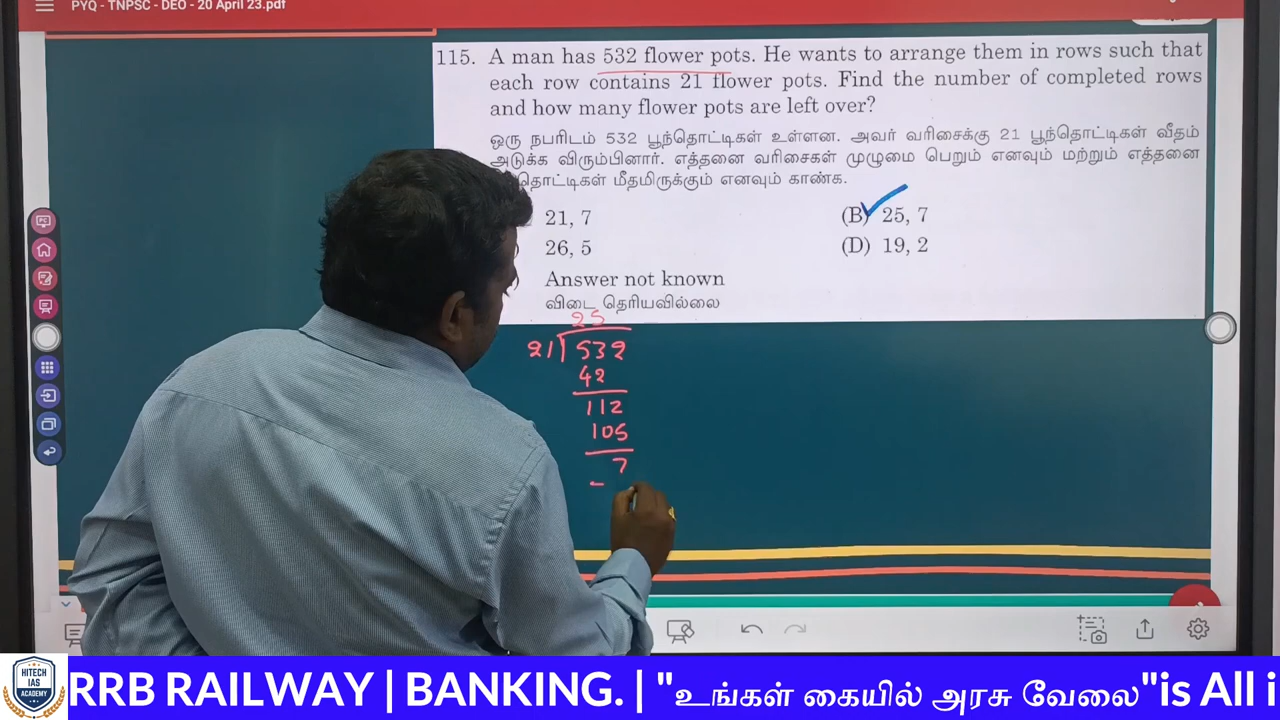 PYQ - TNPSC - DEO - 20 April 23.pdf
115. A man has 532 flower pots. He wants to arrange them in rows such that
each row contains 21 flower pots. Find the number of completed rows
and how many flower pots are left over?
ஒரு நபரிடம் 532 பூந்தொட்டிகள் உள்ளன. அவர் வரிசைக்கு 21 பூந்தொட்டிகள் வீதம்
அடுக்க விரும்பினார். எத்தனை வரிசைகள் முழுமை பெறும் எனவும் மற்றும் எத்தனை
தொட்டிகள் மீதமிருக்கும் எனவும் காண்க.
21, 7 (B) 25, 7
26, 5 (D) 19, 2
Answer not known
விடை தெரியவில்லை
25
21 532
42
112
105
7
HITECH
IAS
ACADEMY
RRB RAILWAY | BANKING. | "உங்கள் கையில் அரசு வேலை"is All i